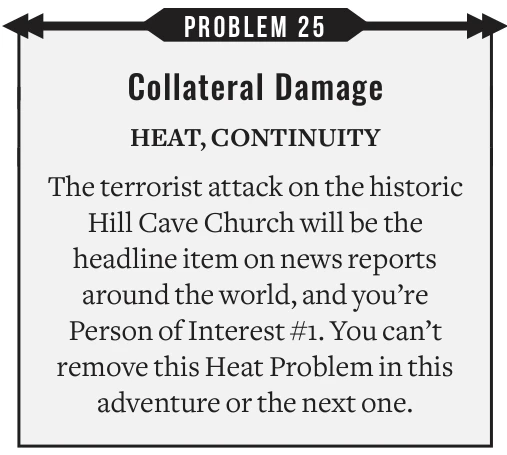 PROBLEM 25
Collateral Damage
HEAT, CONTINUITY
The terrorist attack on the historic
Hill Cave Church will be the
headline item on news reports
around the world, and you’re
Person of Interest #1. You can’t
remove this Heat Problem in this
adventure or the next one.